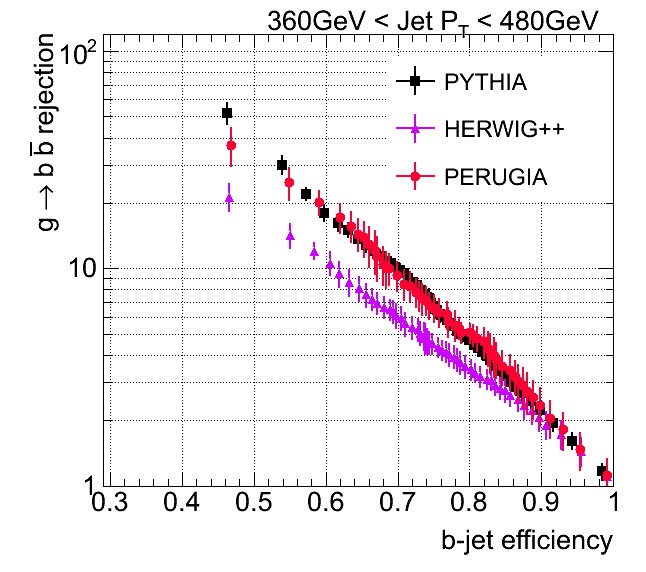 360GeV < Jet P_T < 480GeV
g → b b̅ rejection
10²
10
1
PYTHIA
HERWIG++
PERUGIA
0.3 0.4 0.5 0.6 0.7 0.8 0.9 1
b-jet efficiency